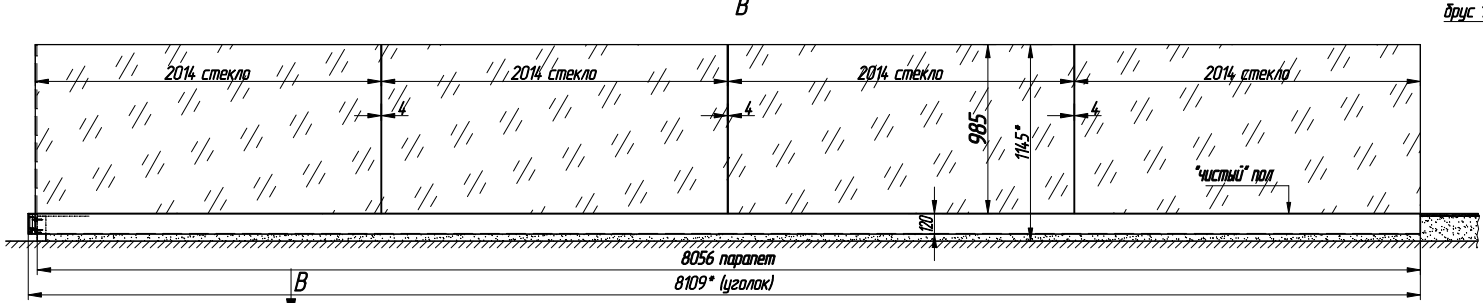 В
брус
2014 стекло
2014 стекло
2014 стекло
2014 стекло
4
4
4
985
1145*
"чистый" пол
120
8056 парапет
8109* (уголок)
В